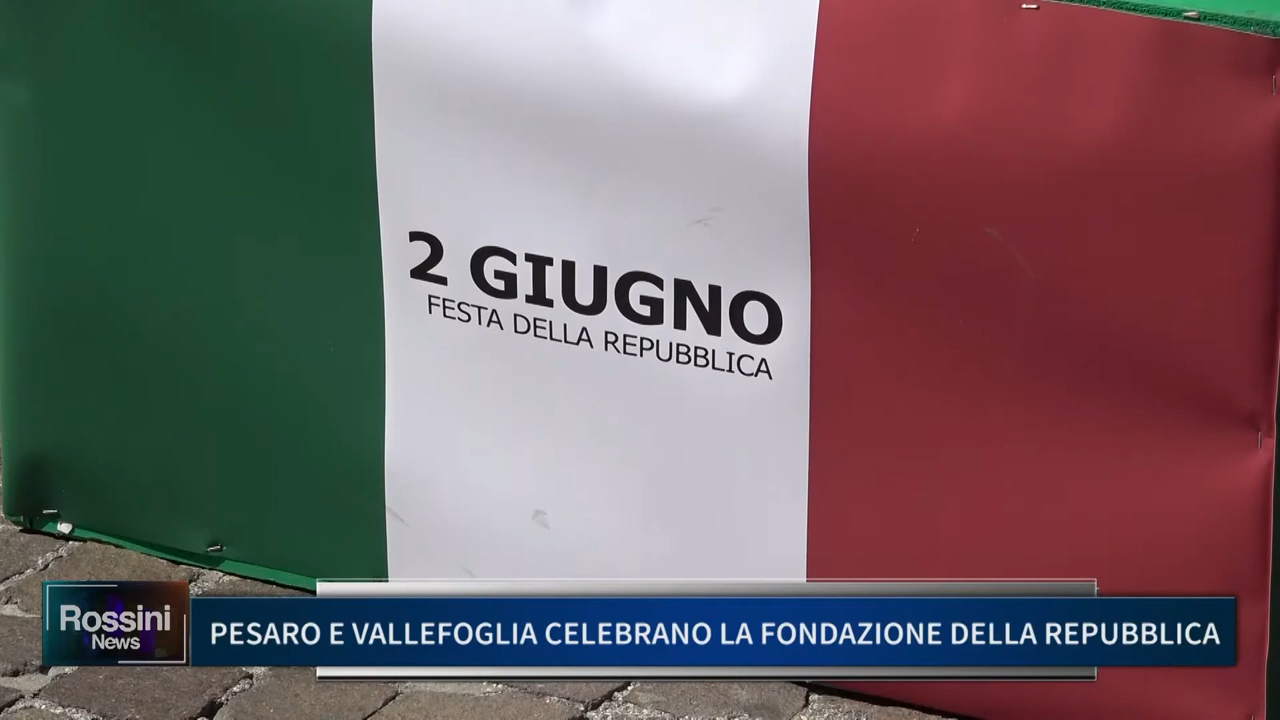 2 GIUGNO
FESTA DELLA REPUBBLICA
Rossini
News
PESARO E VALLEFOGLIA CELEBRANO LA FONDAZIONE DELLA REPUBBLICA